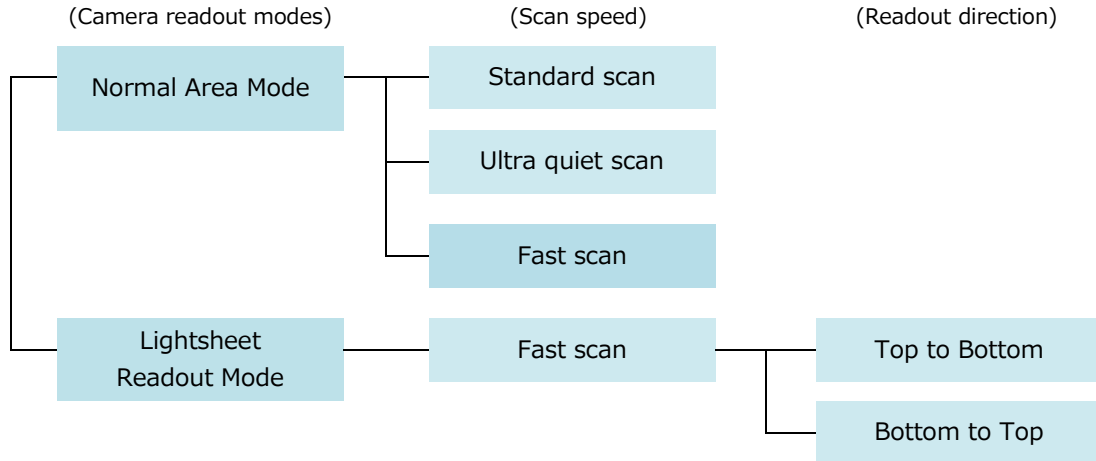 (Camera readout modes)
(Scan speed)
(Readout direction)
Normal Area Mode
Standard scan
Ultra quiet scan
Fast scan
Lightsheet
Readout Mode
Fast scan
Top to Bottom
Bottom to Top